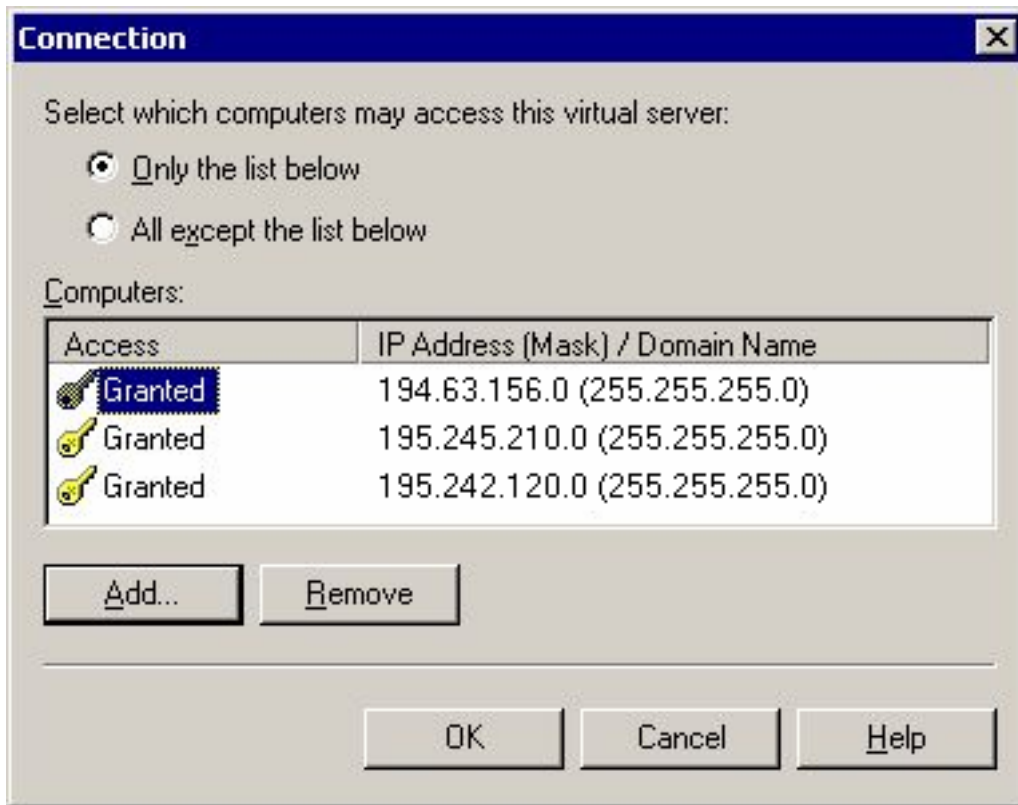 Connection
Select which computers may access this virtual server:
Only the list below
All except the list below
Computers:
Access IP Address (Mask) / Domain Name
Granted 194.63.156.0 (255.255.255.0)
Granted 195.245.210.0 (255.255.255.0)
Granted 195.242.120.0 (255.255.255.0)
Add... Remove
OK Cancel Help